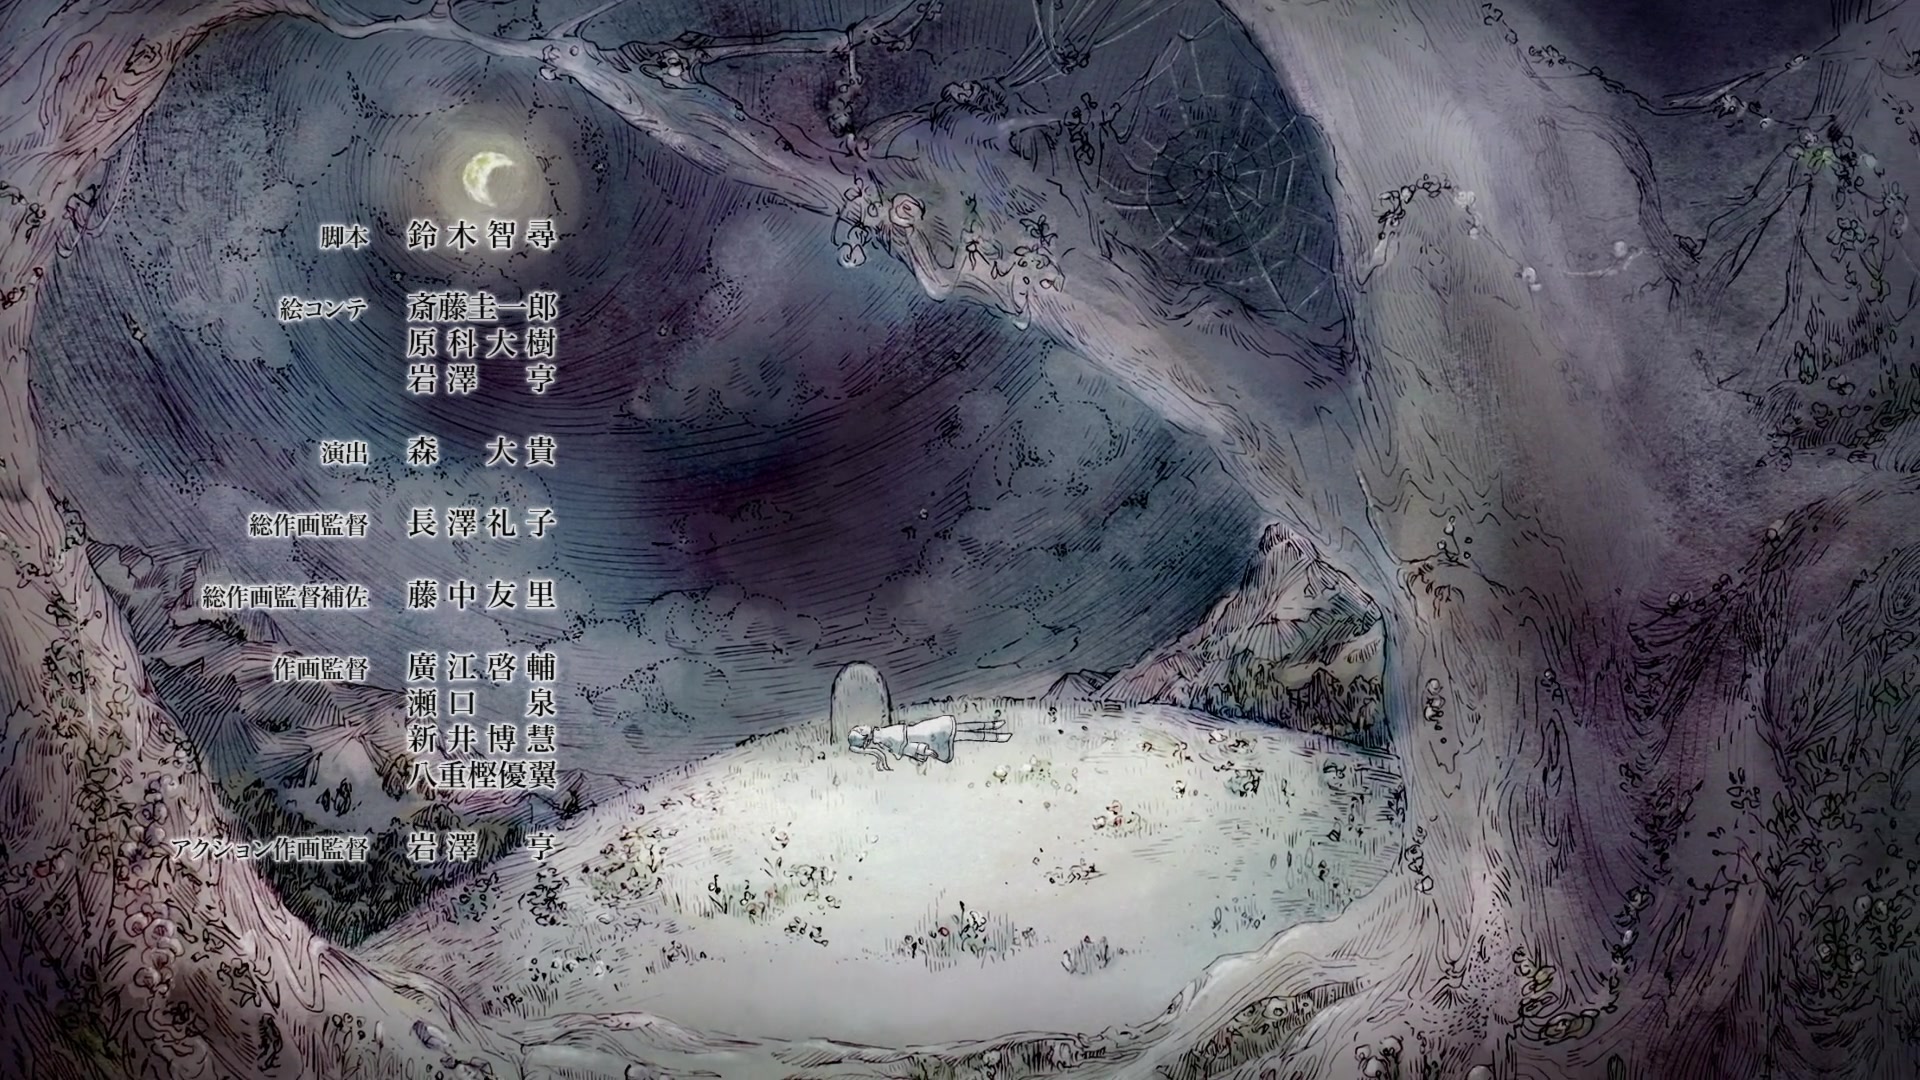 脚本 鈴木智尋
絵コンテ 斎藤圭一郎
原科大樹
岩澤 亨
演出 森 大貴
総作画監督 長澤礼子
総作画監督補佐 藤中友里
作画監督 廣江啓輔
瀬口 泉
新井博慧
八重樫優翼
アクション作画監督 岩澤 亨